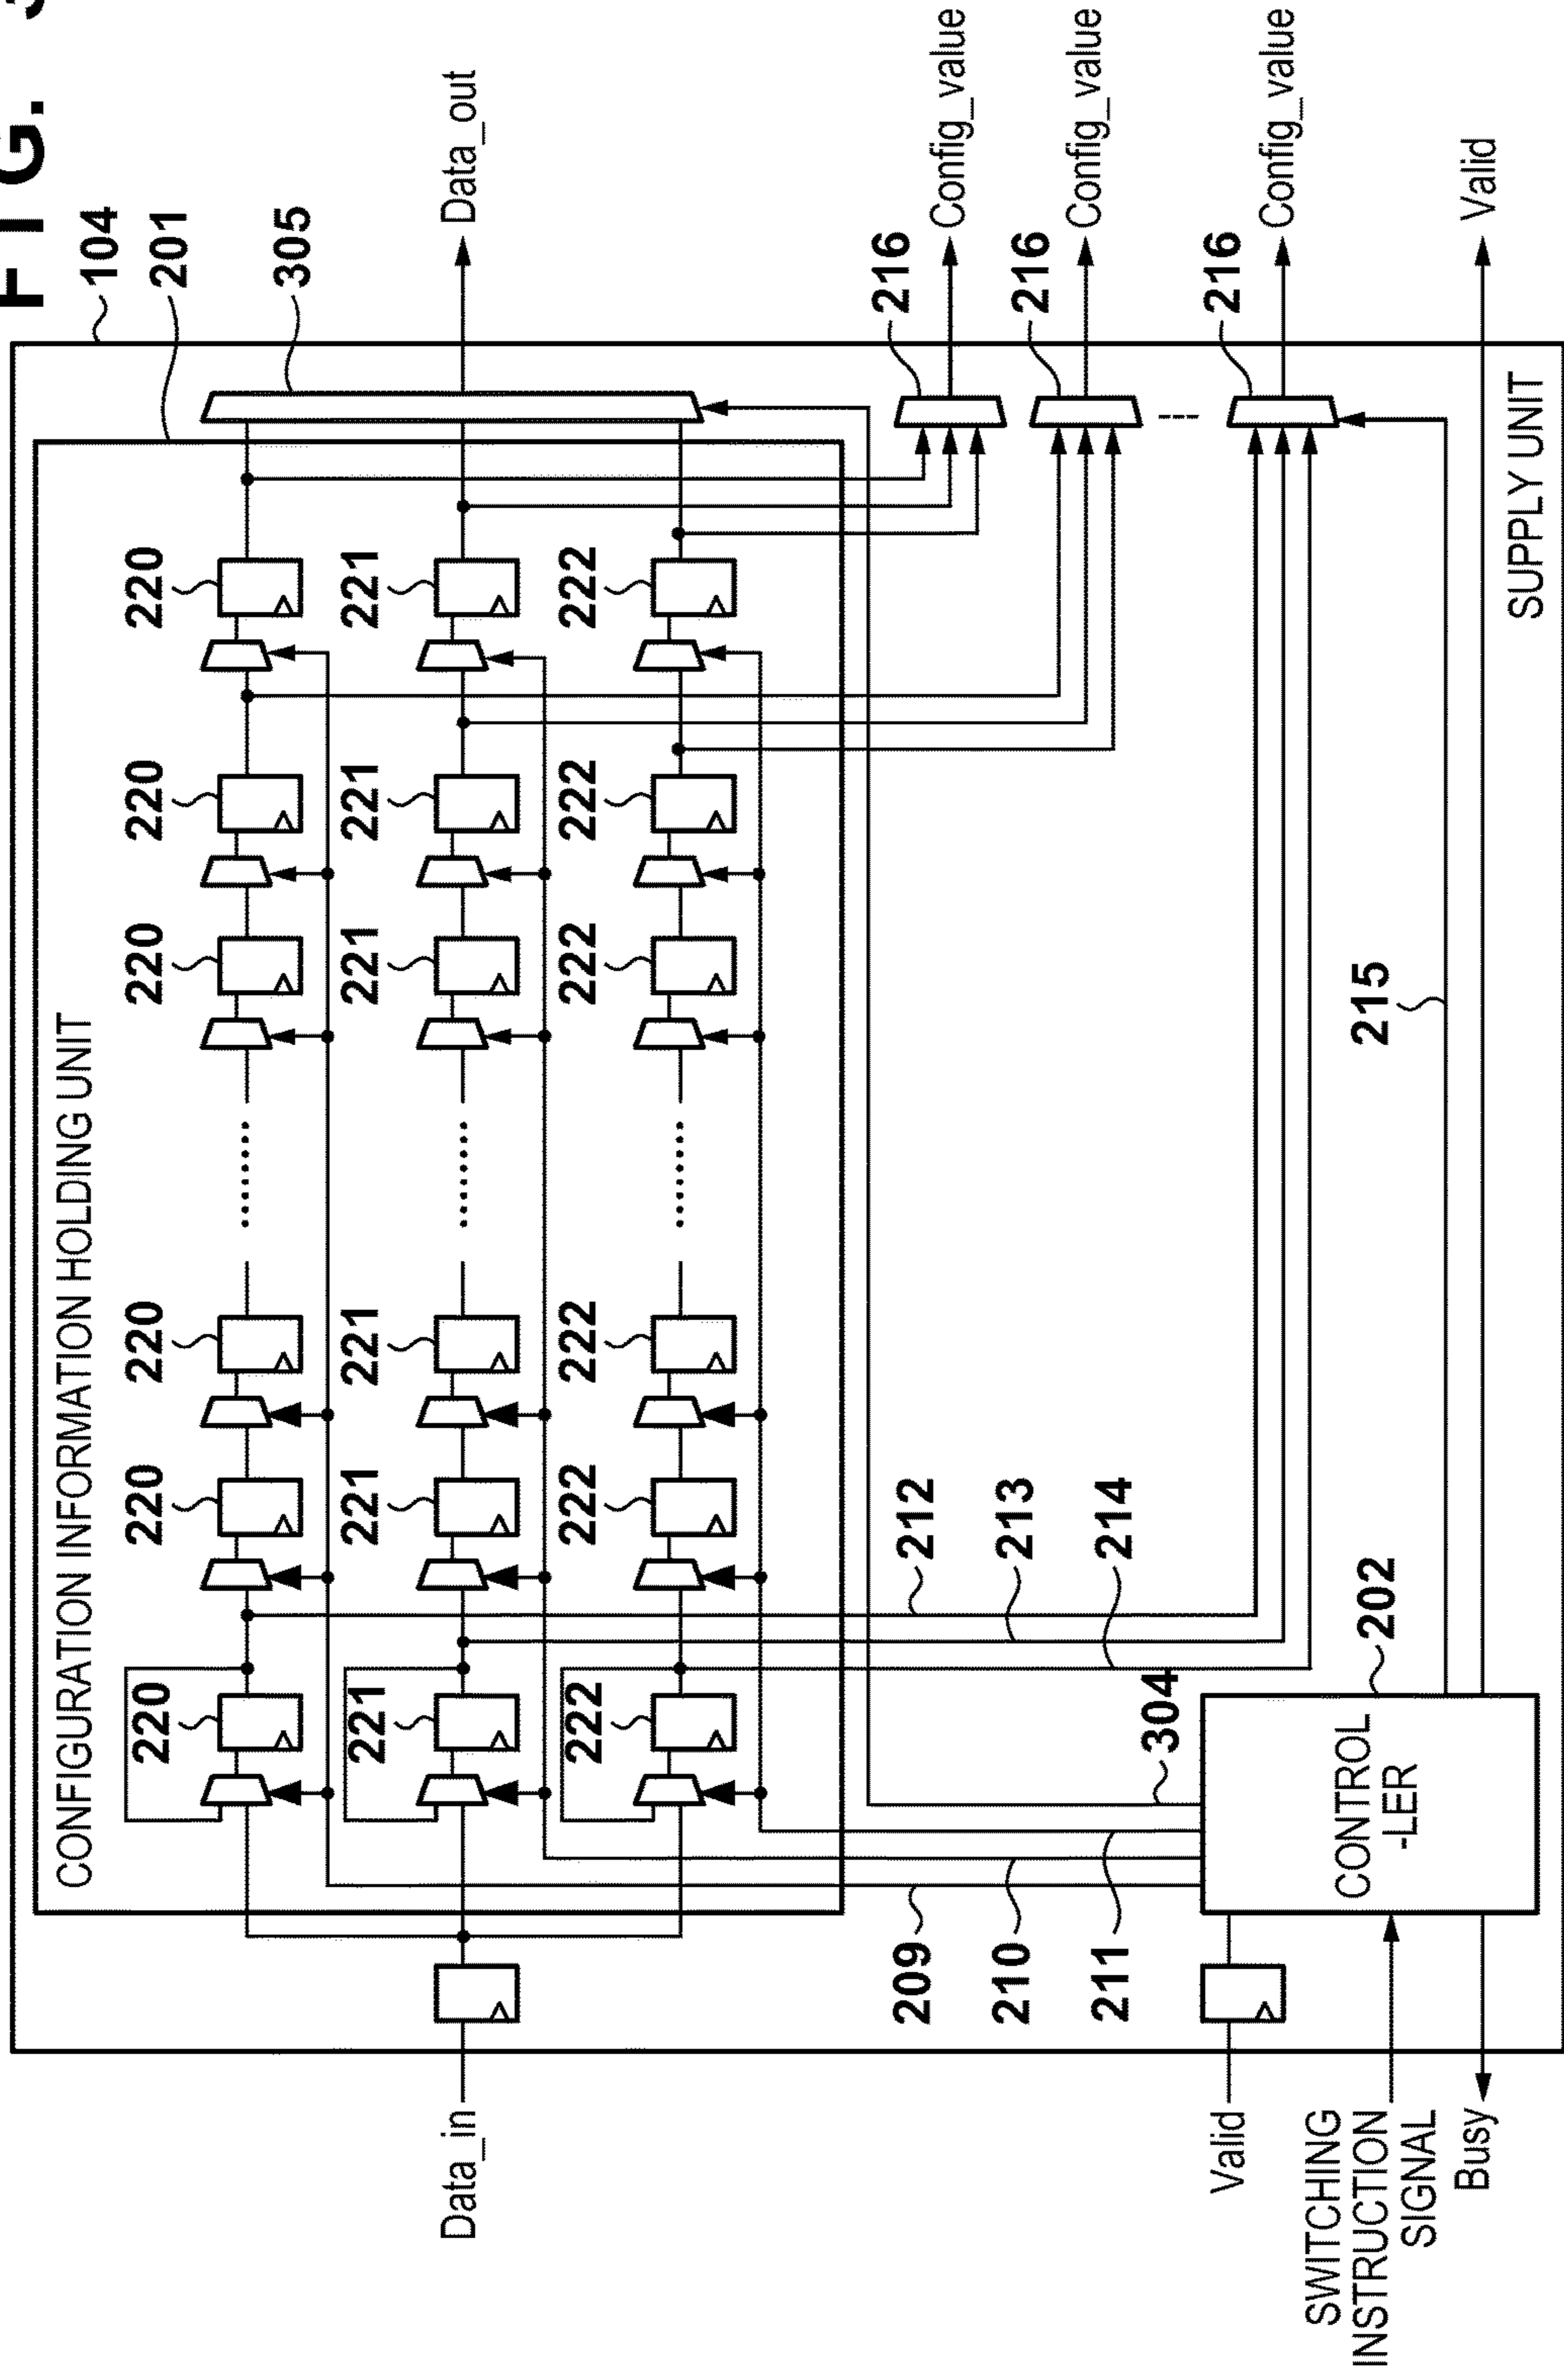 FIG.
104
CONFIGURATION INFORMATION HOLDING UNIT
201
220
220
220
220
220
220
305
221
221
221
221
221
221
Data_in
Data_out
222
222
222
222
222
222
209
212
216
Config_value
210
213
216
Config_value
211
214
304
Valid
216
Config_value
SWITCHING
INSTRUCTION
SIGNAL
CONTROL
-LER
202
215
Busy
Valid
SUPPLY UNIT